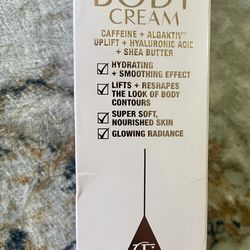 BODY
CREAM
CAFFEINE + ALGAKTIV
UPLIFT + HYALURONIC ACID
+ SHEA BUTTER
HYDRATING
+ SMOOTHING EFFECT
LIFTS + RESHAPES
THE LOOK OF BODY
CONTOURS
SUPER SOFT,
NOURISHED SKIN
GLOWING RADIANCE